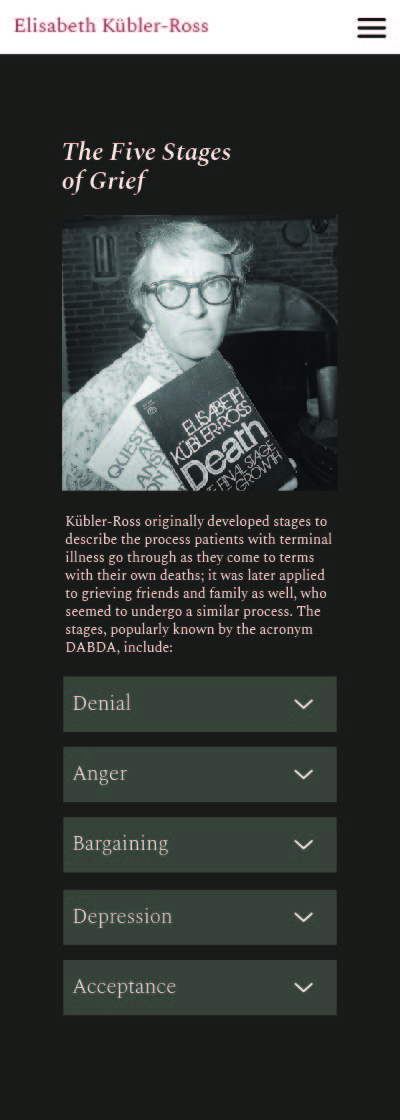 Elisabeth Kübler-Ross
The Five Stages
of Grief
QUEST
AN
ANS
ON
ELISABETH
KÜBLER-ROSS
Death
FINAL STAGE
GROWTH
Kübler-Ross originally developed stages to
describe the process patients with terminal
illness go through as they come to terms
with their own deaths; it was later applied
to grieving friends and family as well, who
seemed to undergo a similar process. The
stages, popularly known by the acronym
DABDA, include:
Denial
Anger
Bargaining
Depression
Acceptance